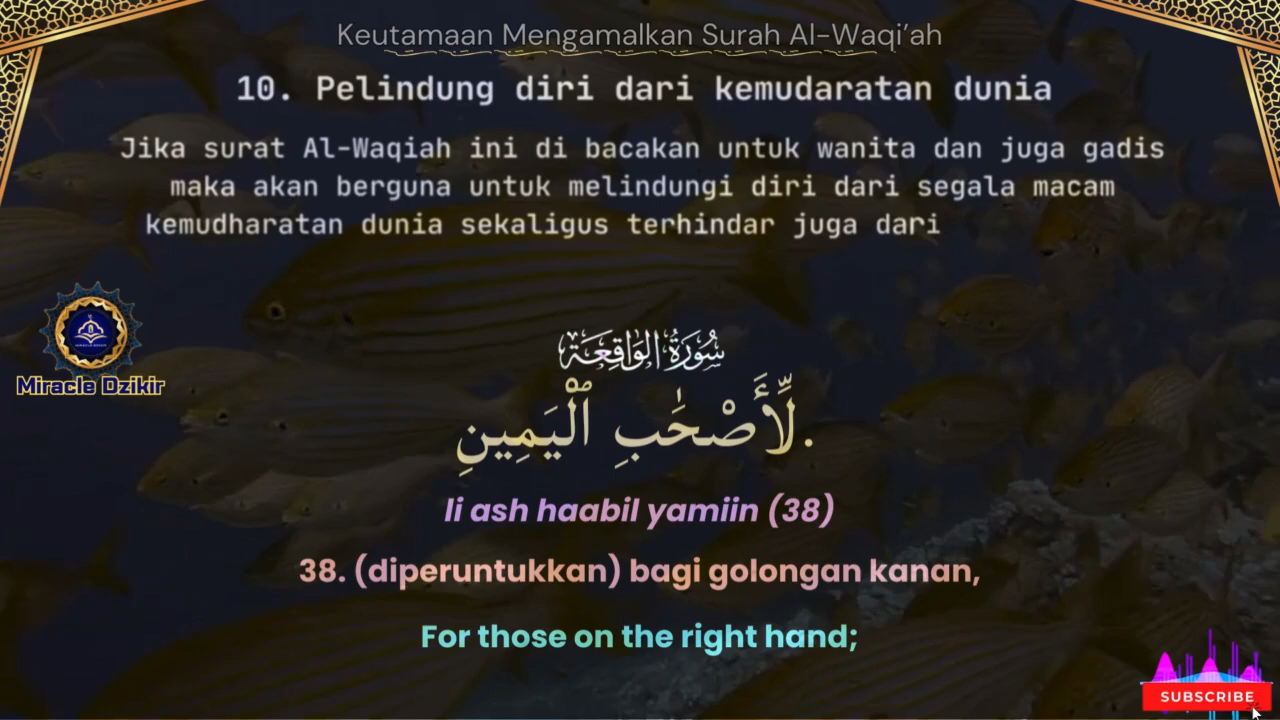 Keutamaan Mengamalkan Surah Al-Waqi’ah
10. Pelindung diri dari kemudaratan dunia
Jika surat Al-Waqiah ini di bacakan untuk wanita dan juga gadis
maka akan berguna untuk melindungi diri dari segala macam
kemudharatan dunia sekaligus terhindar juga dari
Miracle Dzikir
سُورَةُ الوَاقِعَةِ
لِّأَصْحَٰبِ ٱلْيَمِينِ.
li ash haabil yamiin (38)
38. (diperuntukkan) bagi golongan kanan,
For those on the right hand;
SUBSCRIBE